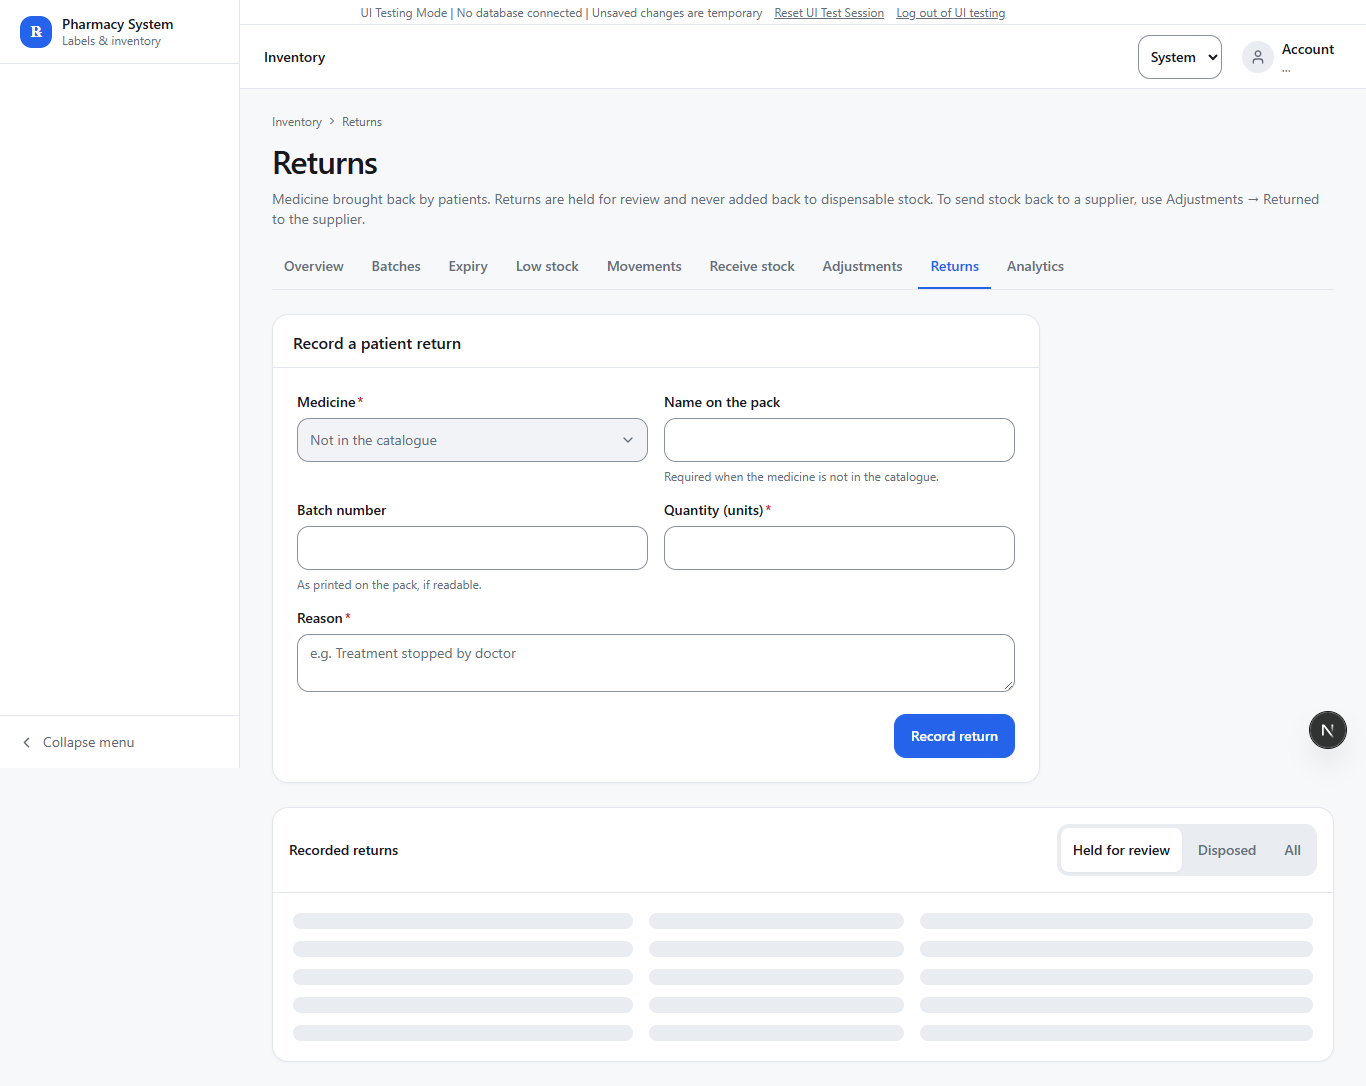 UI Testing Mode | No database connected | Unsaved changes are temporary Reset UI Test Session Log out of UI testing
Pharmacy System
Labels & inventory
Inventory
System
Account
...
Inventory > Returns
Returns
Medicine brought back by patients. Returns are held for review and never added back to dispensable stock. To send stock back to a supplier, use Adjustments → Returned
to the supplier.
Overview Batches Expiry Low stock Movements Receive stock Adjustments Returns Analytics
Record a patient return
Medicine* Name on the pack
Not in the catalogue
Required when the medicine is not in the catalogue.
Batch number Quantity (units)*
As printed on the pack, if readable.
Reason*
e.g. Treatment stopped by doctor
Record return
N
Collapse menu
Recorded returns Held for review Disposed All